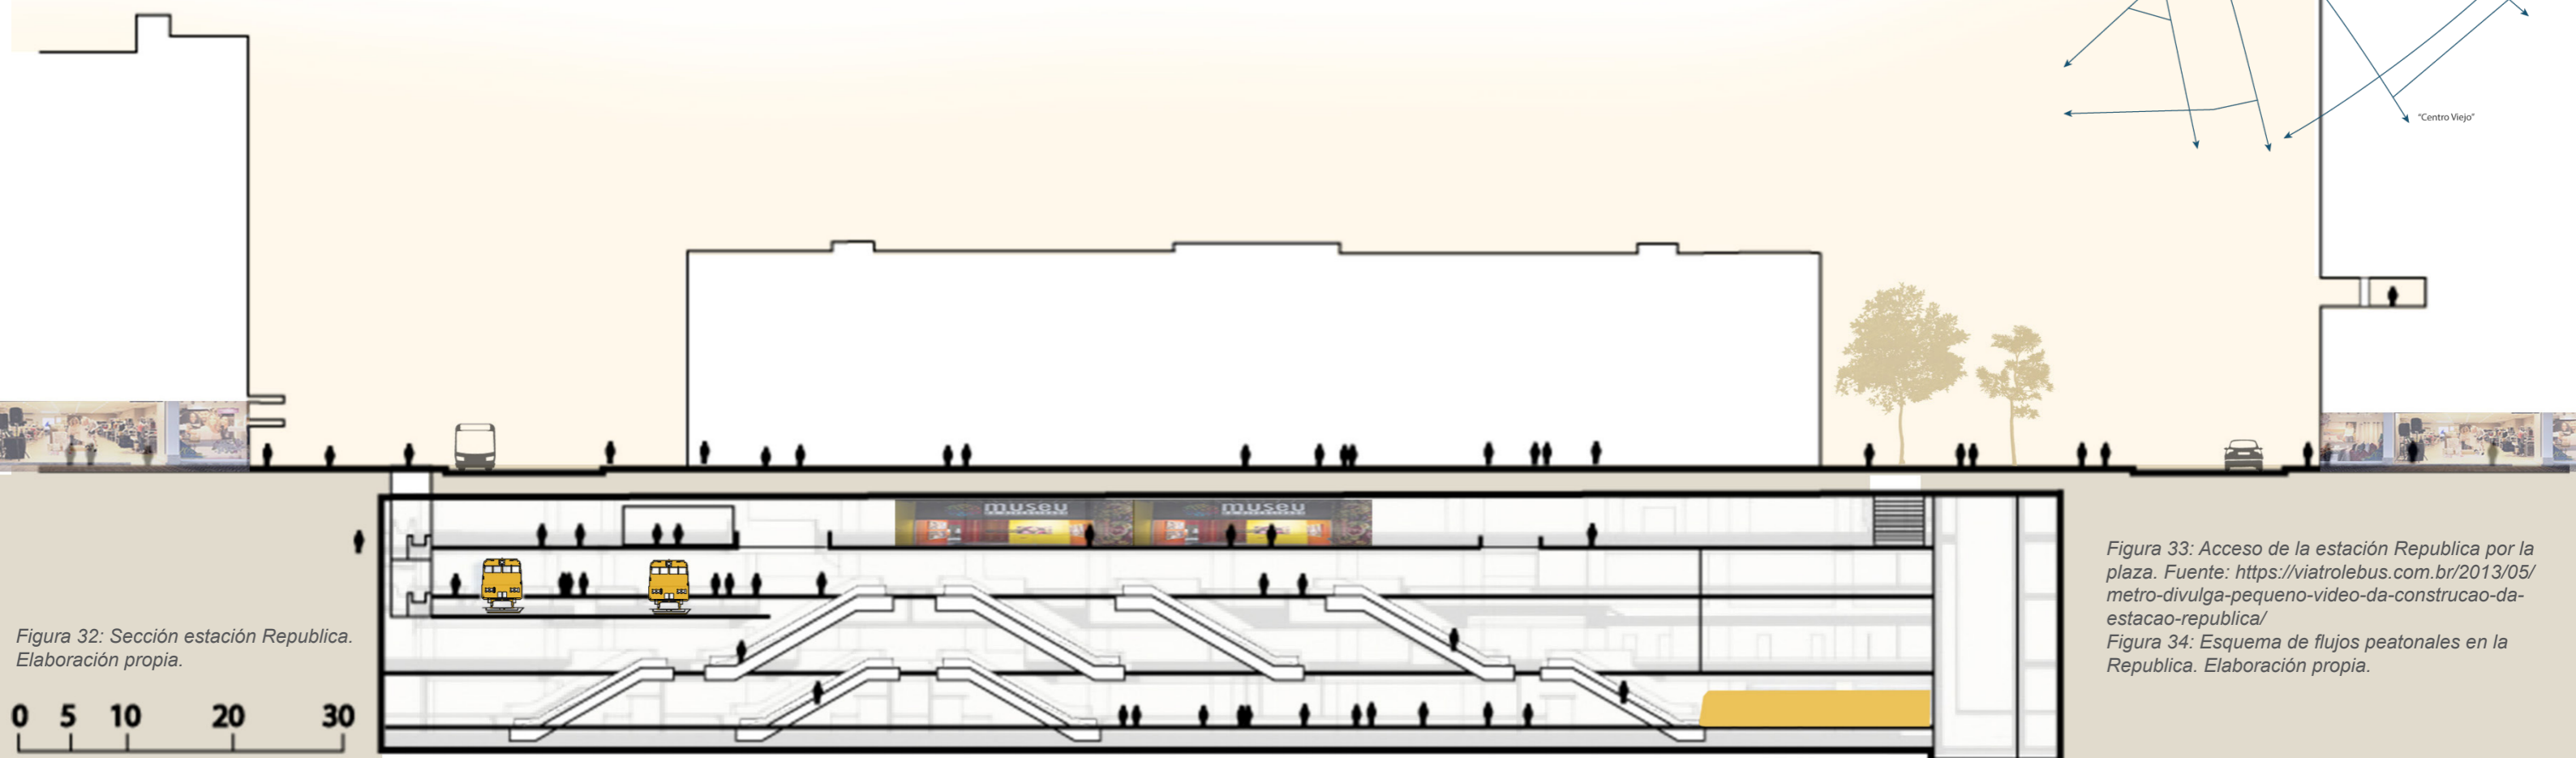 "Centro Viejo"
museu
museu
Figura 32: Sección estación Republica.
Elaboración propia.
0 5 10 20 30
Figura 33: Acceso de la estación Republica por la
plaza. Fuente: https://viatrolebus.com.br/2013/05/
metro-divulga-pequeno-video-da-construcao-da-
estacao-republica/
Figura 34: Esquema de flujos peatonales en la
Republica. Elaboración propia.